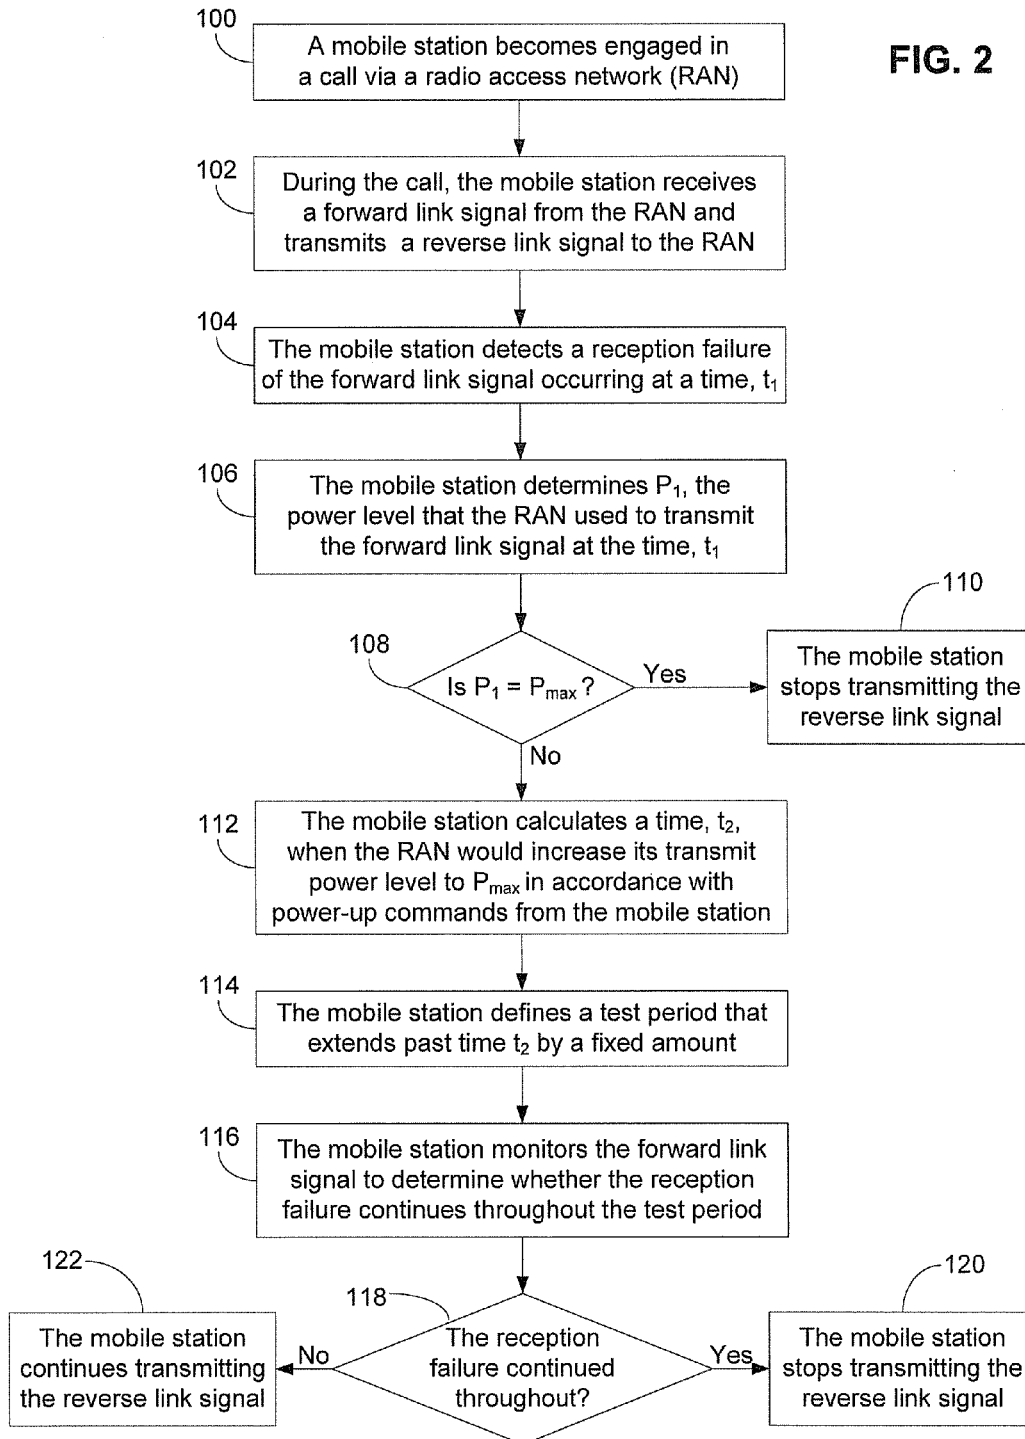 FIG. 2
100
A mobile station becomes engaged in
a call via a radio access network (RAN)
102
During the call, the mobile station receives
a forward link signal from the RAN and
transmits a reverse link signal to the RAN
104
The mobile station detects a reception failure
of the forward link signal occurring at a time, t₁
106
The mobile station determines P₁, the
power level that the RAN used to transmit
the forward link signal at the time, t₁
108
Is P₁ = Pmax ?
Yes
110
The mobile station
stops transmitting the
reverse link signal
No
112
The mobile station calculates a time, t₂,
when the RAN would increase its transmit
power level to Pmax in accordance with
power-up commands from the mobile station
114
The mobile station defines a test period that
extends past time t₂ by a fixed amount
116
The mobile station monitors the forward link
signal to determine whether the reception
failure continues throughout the test period
118
The reception
failure continued
throughout?
No
122
The mobile station
continues transmitting
the reverse link signal
Yes
120
The mobile station
stops transmitting the
reverse link signal